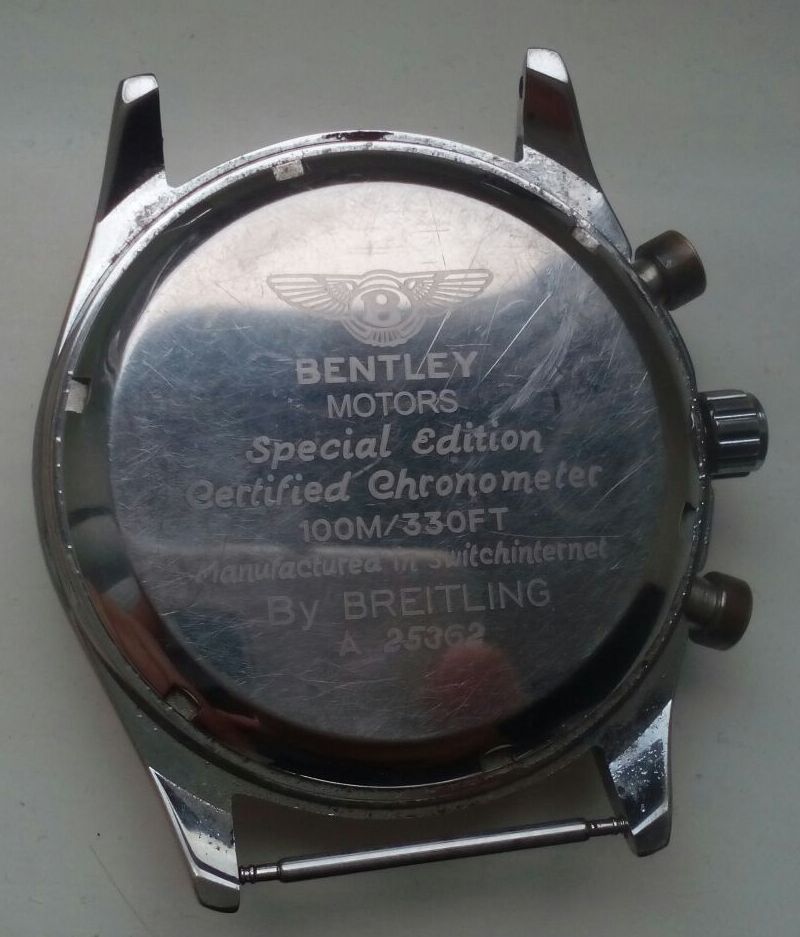 B
BENTLEY
MOTORS
Special Edition
Certified Chronometer
100M/330FT
Manufactured in Switchinternet
By BREITLING
A 25362